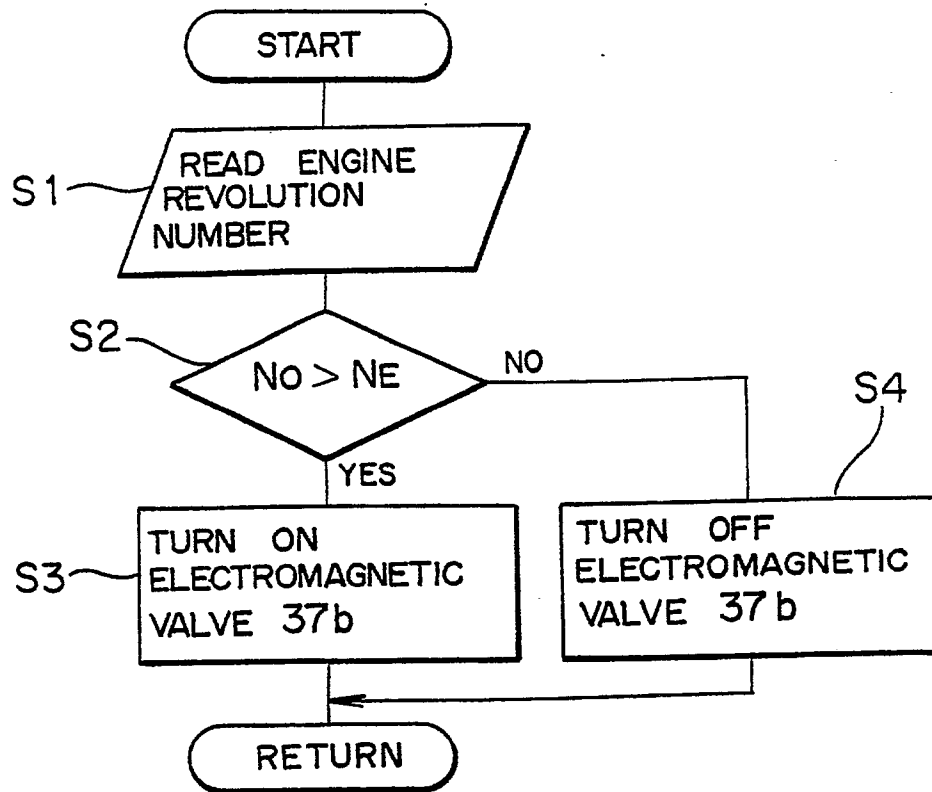 START
S1
READ ENGINE
REVOLUTION
NUMBER
S2
NO > NE
NO
YES
S4
S3
TURN ON
ELECTROMAGNETIC
VALVE 37b
TURN OFF
ELECTROMAGNETIC
VALVE 37b
RETURN